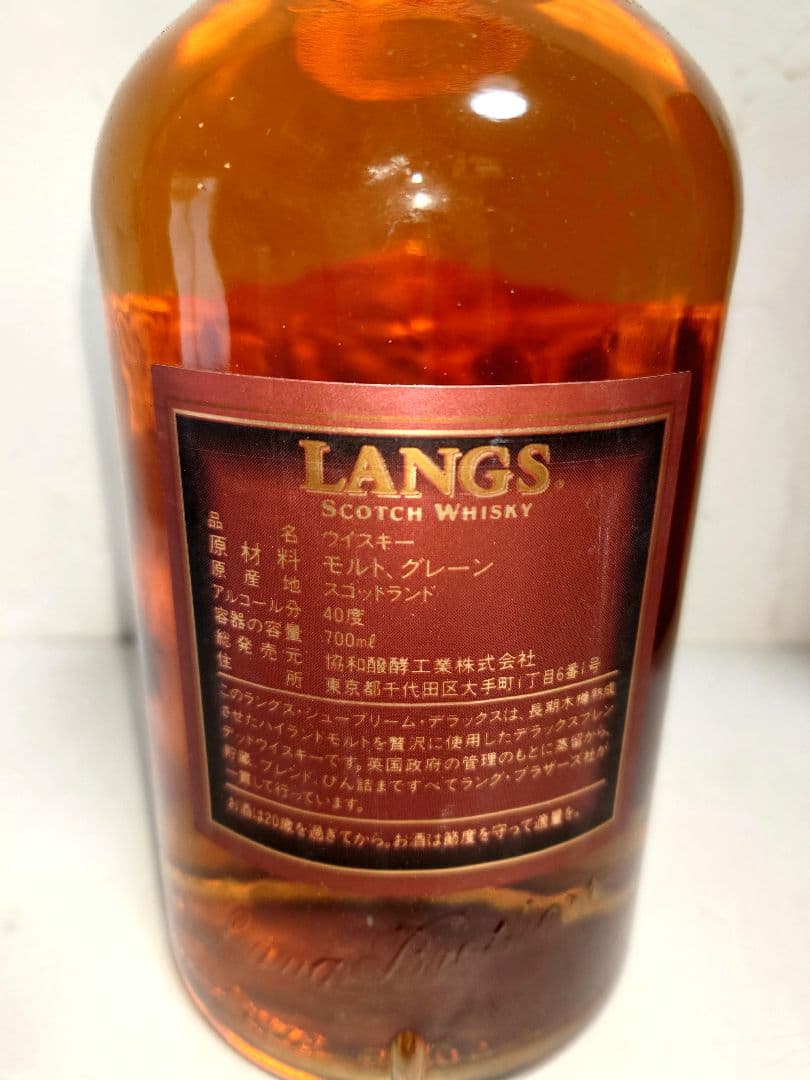 LANGS®
SCOTCH WHISKY
品名 ウイスキー
原材料 モルト、グレーン
原産地 スコットランド
アルコール分 40度
容器の容量 700ml
総発売元 協和醗酵工業株式会社
住所 東京都千代田区大手町1丁目6番1号
このラングス・シュープリーム・デラックスは、長期木樽熟成
させたハイランドモルトを贅沢に使用したデラックスブレン
デッドウイスキーです。英国政府の管理のもとに蒸留から、
貯蔵、ブレンド、びん詰まですべてラング・ブラザーズ社が
一貫して行っています。
お酒は20歳を過ぎてから。お酒は節度を守って適量を。
Lang Brothers